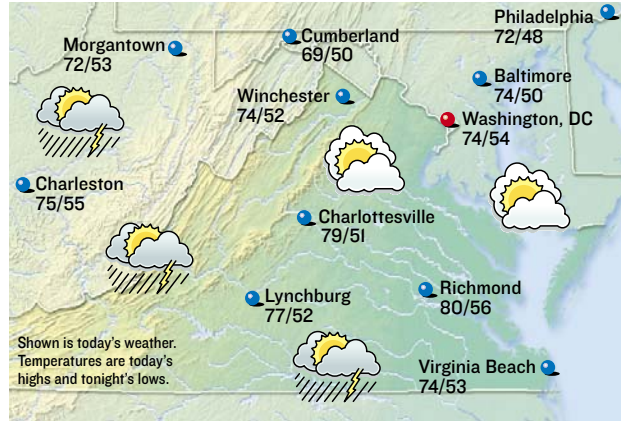 Philadelphia
72/48
Cumberland
69/50
Morgantown
72/53
Baltimore
74/50
Winchester
74/52
Washington, DC
74/54
Charleston
75/55
Charlottesville
79/51
Richmond
80/56
Lynchburg
77/52
Shown is today's weather.
Temperatures are today's
highs and tonight's lows.
Virginia Beach
74/53